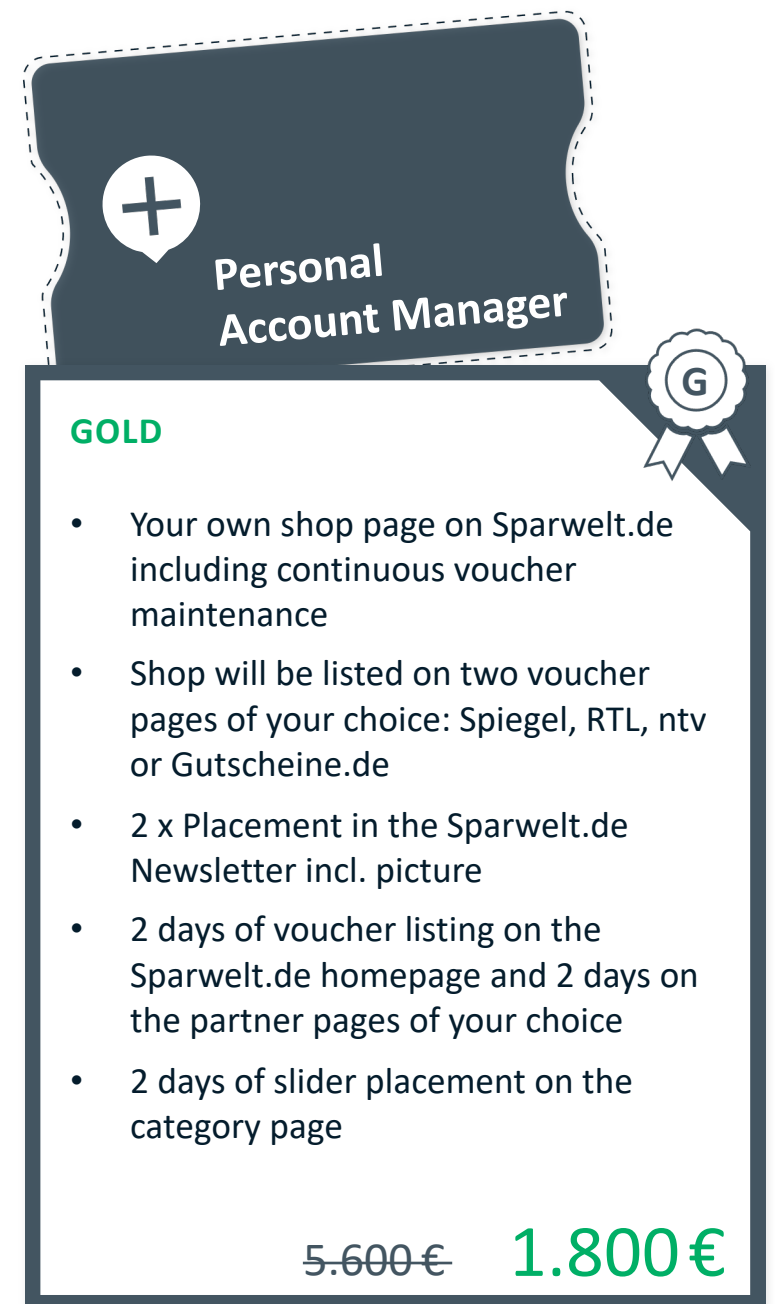 Personal
Account Manager
G
GOLD
• Your own shop page on Sparwelt.de
including continuous voucher
maintenance
• Shop will be listed on two voucher
pages of your choice: Spiegel, RTL, ntv
or Gutscheine.de
• 2 x Placement in the Sparwelt.de
Newsletter incl. picture
• 2 days of voucher listing on the
Sparwelt.de homepage and 2 days on
the partner pages of your choice
• 2 days of slider placement on the
category page
5.600 € 1.800 €